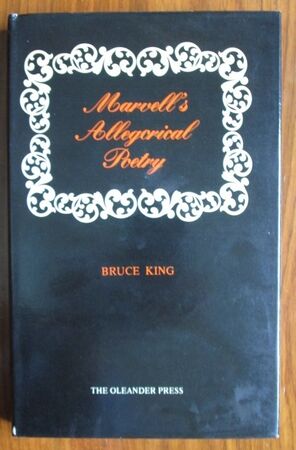 Marvell's
Allegorical
Poetry
BRUCE KING
THE OLEANDER PRESS